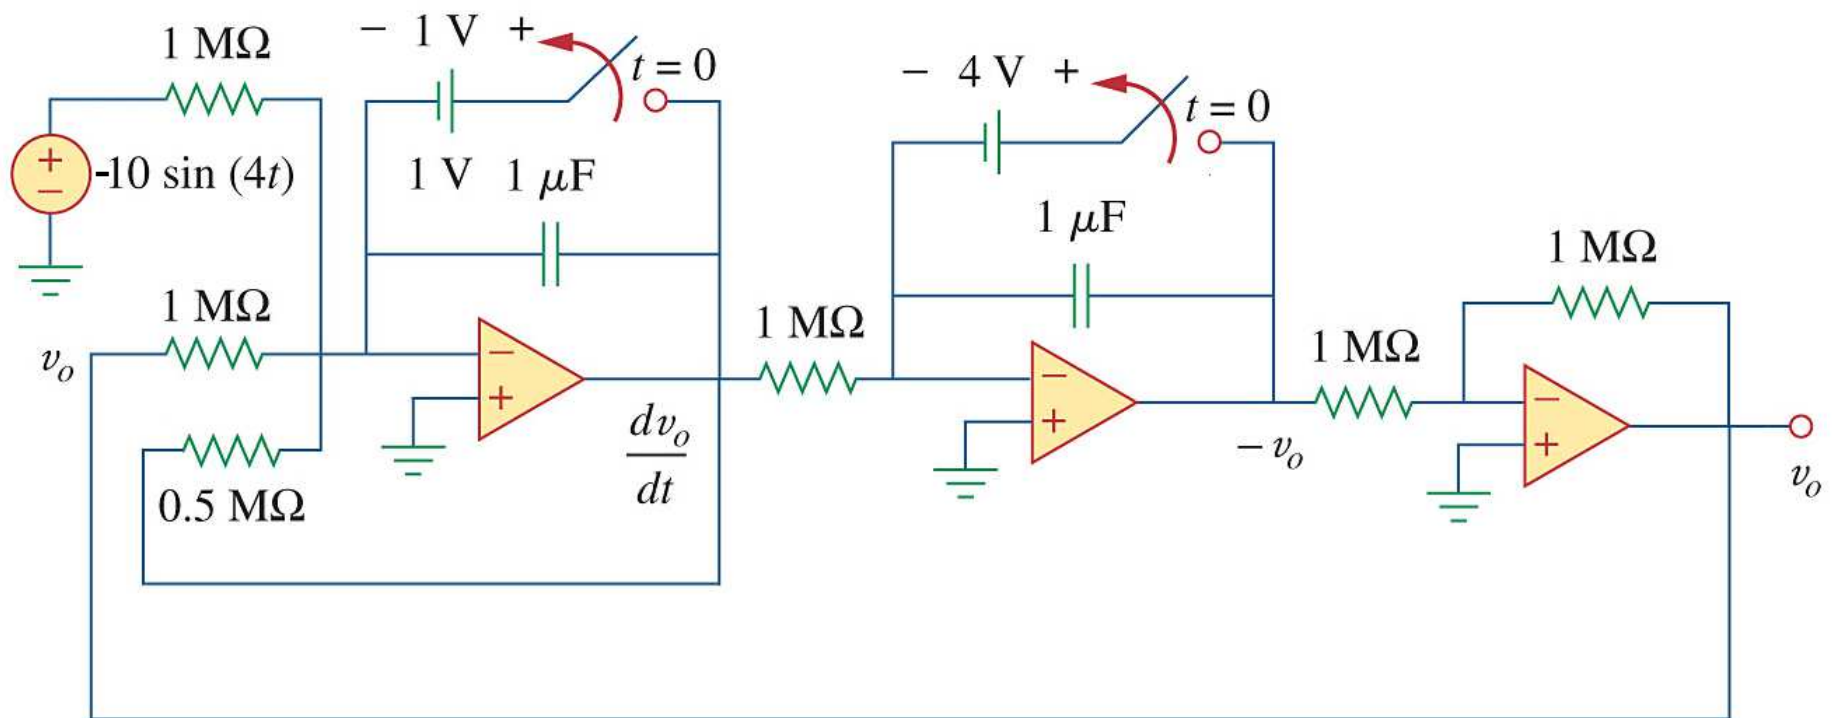 1 MΩ
− 1 V +
t = 0
+
−
-10 sin (4t)
1 V
1 μF
− 4 V +
t = 0
1 μF
1 MΩ
v_o
−
+
dv_o
dt
0.5 MΩ
1 MΩ
−
+
−v_o
1 MΩ
1 MΩ
−
+
v_o